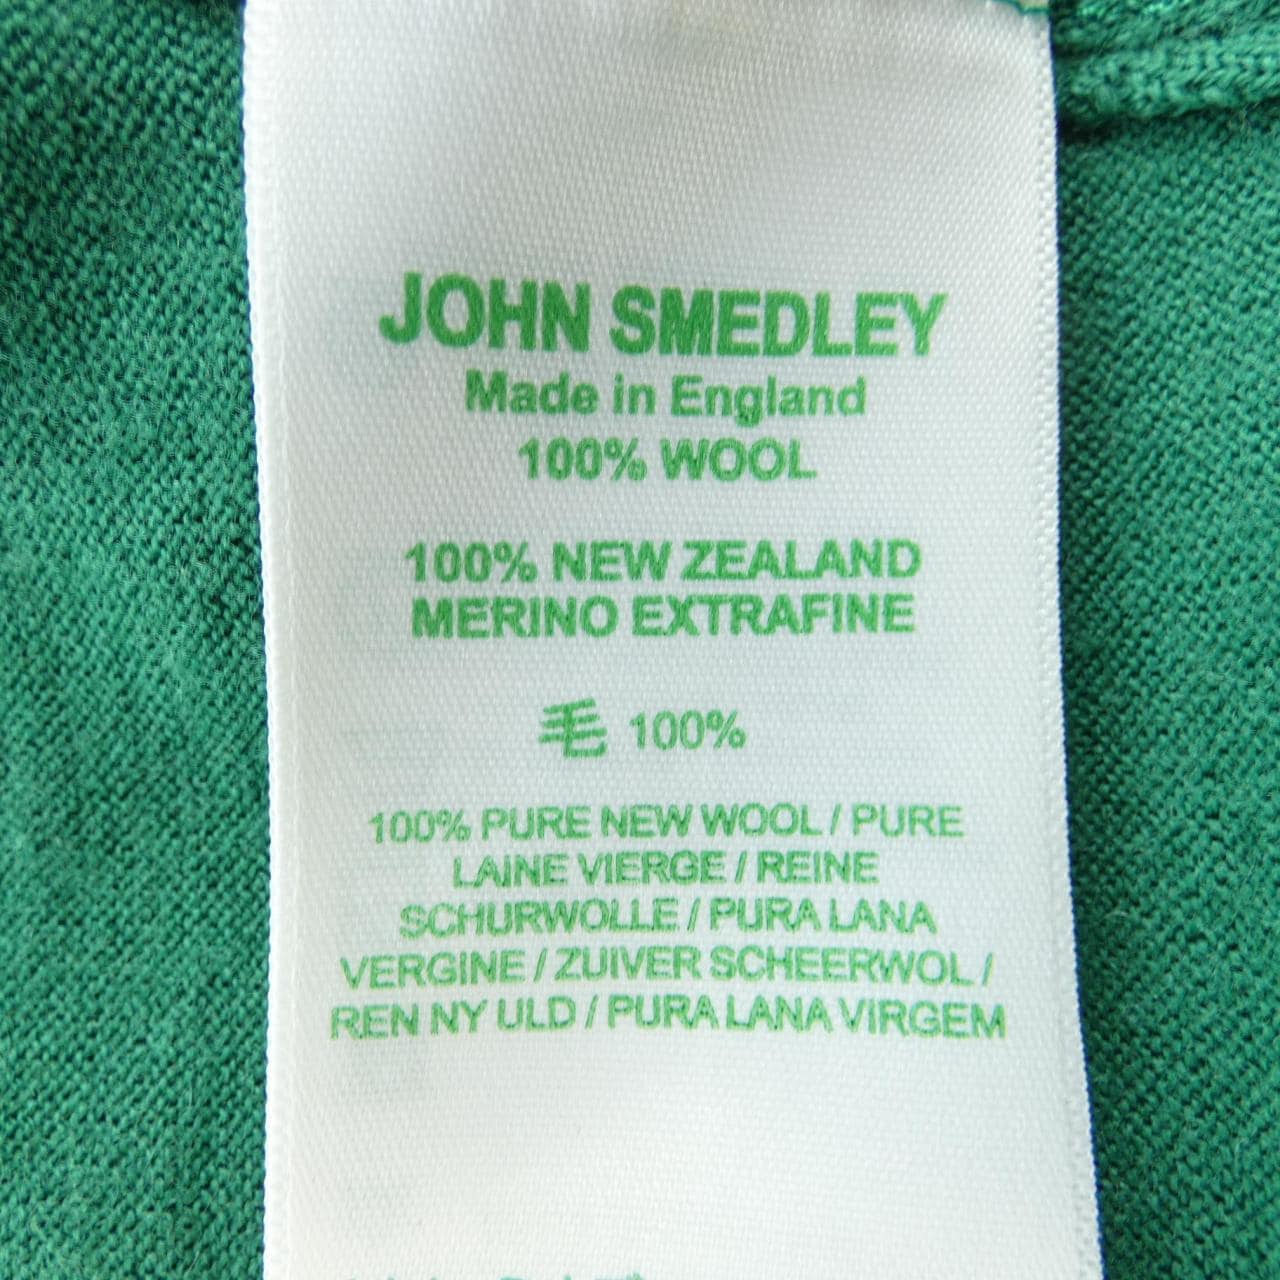 JOHN SMEDLEY
Made in England
100% WOOL
100% NEW ZEALAND
MERINO EXTRAFINE
毛 100%
100% PURE NEW WOOL / PURE
LAINE VIERGE / REINE
SCHURWOLLE / PURA LANA
VERGINE / ZUIVER SCHEERWOL /
REN NY ULD / PURA LANA VIRGEM